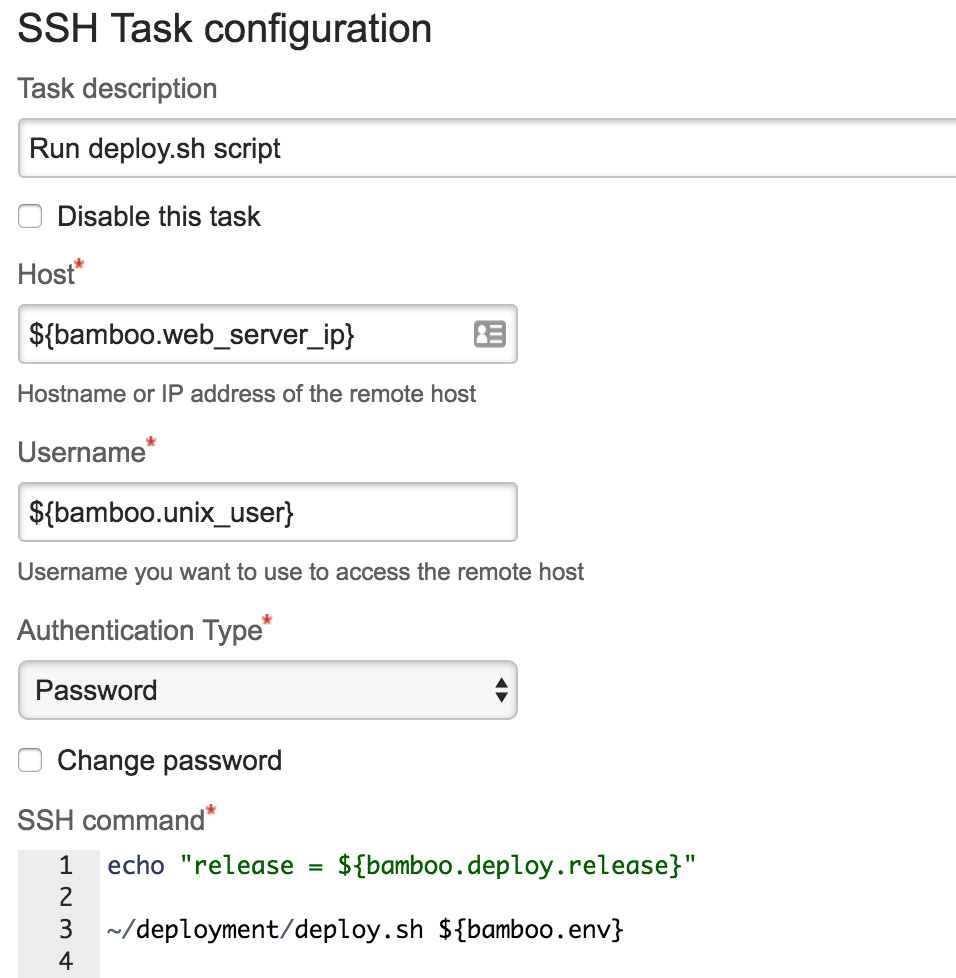 SSH Task configuration
Task description
Run deploy.sh script
Disable this task
Host*
${bamboo.web_server_ip}
Hostname or IP address of the remote host
Username*
${bamboo.unix_user}
Username you want to use to access the remote host
Authentication Type*
Password
Change password
SSH command*
1 echo "release = ${bamboo.deploy.release}"
2
3 ~/deployment/deploy.sh ${bamboo.env}
4